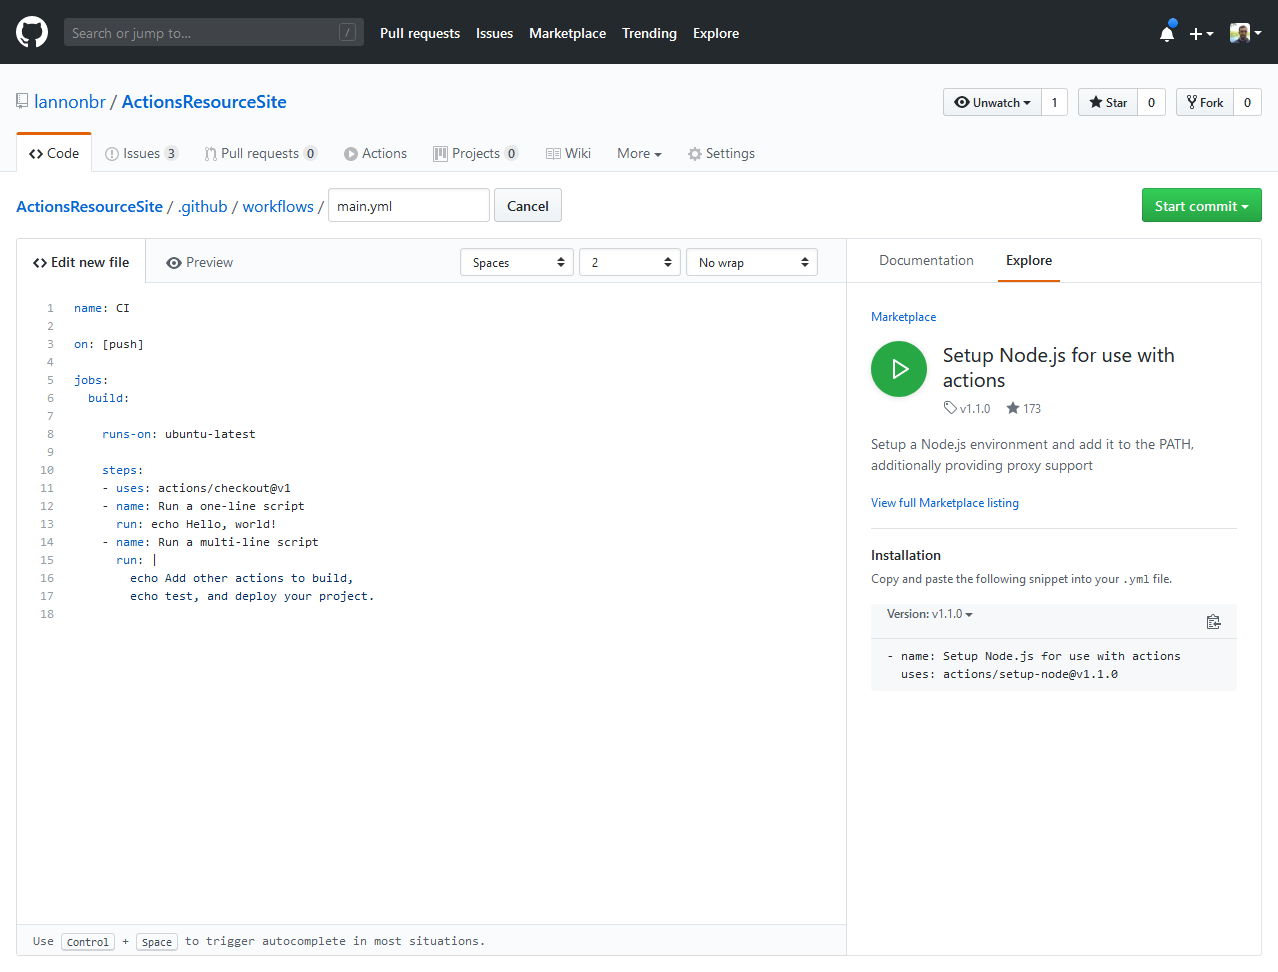 Search or jump to... /
Pull requests Issues Marketplace Trending Explore
lannonbr / ActionsResourceSite
Unwatch 1 Star 0 Fork 0
Code Issues 3 Pull requests 0 Actions Projects 0 Wiki More Settings
ActionsResourceSite / .github / workflows / main.yml Cancel
Start commit
Edit new file Preview Spaces 2 No wrap
Documentation Explore
1 name: CI
2
3 on: [push]
4
5 jobs:
6 build:
7
8 runs-on: ubuntu-latest
9
10 steps:
11 - uses: actions/checkout@v1
12 - name: Run a one-line script
13 run: echo Hello, world!
14 - name: Run a multi-line script
15 run: |
16 echo Add other actions to build,
17 echo test, and deploy your project.
18
Use Control + Space to trigger autocomplete in most situations.
Marketplace
Setup Node.js for use with
actions
v1.1.0 173
Setup a Node.js environment and add it to the PATH,
additionally providing proxy support
View full Marketplace listing
Installation
Copy and paste the following snippet into your .yml file.
Version: v1.1.0
- name: Setup Node.js for use with actions
uses: actions/setup-node@v1.1.0